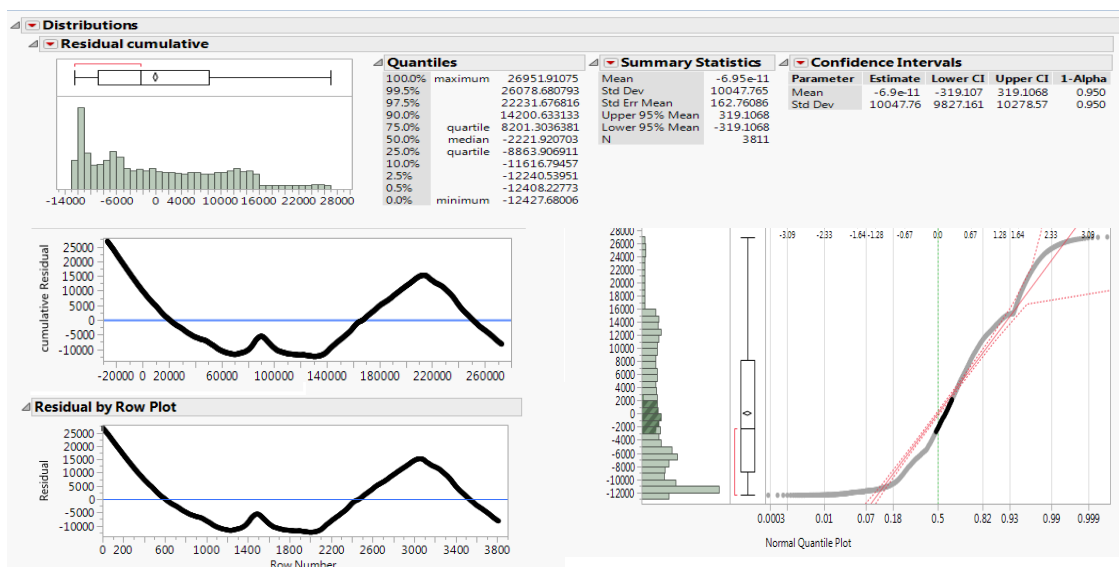 Distributions
Residual cumulative
-14000 -6000 0 4000 10000 16000 22000 28000
Quantiles
100.0% maximum 26951.91075
99.5% 26078.680793
97.5% 22231.676816
90.0% 14200.633133
75.0% quartile 8201.3036381
50.0% median -2221.920703
25.0% quartile -8863.906911
10.0% -11616.79457
2.5% -12240.53951
0.5% -12408.22773
0.0% minimum -12427.68006
Summary Statistics
Mean -6.95e-11
Std Dev 10047.765
Std Err Mean 162.76086
Upper 95% Mean 319.1068
Lower 95% Mean -319.1068
N 3811
Confidence Intervals
Parameter Estimate Lower CI Upper CI 1-Alpha
Mean -6.9e-11 -319.107 319.1068 0.950
Std Dev 10047.76 9827.161 10278.57 0.950
cumulative Residual
25000
20000
15000
10000
5000
0
-5000
-10000
-20000 0 20000 60000 100000 140000 180000 220000 260000
Residual by Row Plot
Residual
25000
20000
15000
10000
5000
0
-5000
-10000
0 200 600 1000 1400 1800 2200 2600 3000 3400 3800
Row Number
28000
26000
24000
22000
20000
18000
16000
14000
12000
10000
8000
6000
4000
2000
0
-2000
-4000
-6000
-8000
-10000
-12000
-3.09 -2.33 -1.64 -1.28 -0.67 0.0 0.67 1.28 1.64 2.33 3.09
0.0003 0.01 0.07 0.18 0.5 0.82 0.93 0.99 0.999
Normal Quantile Plot